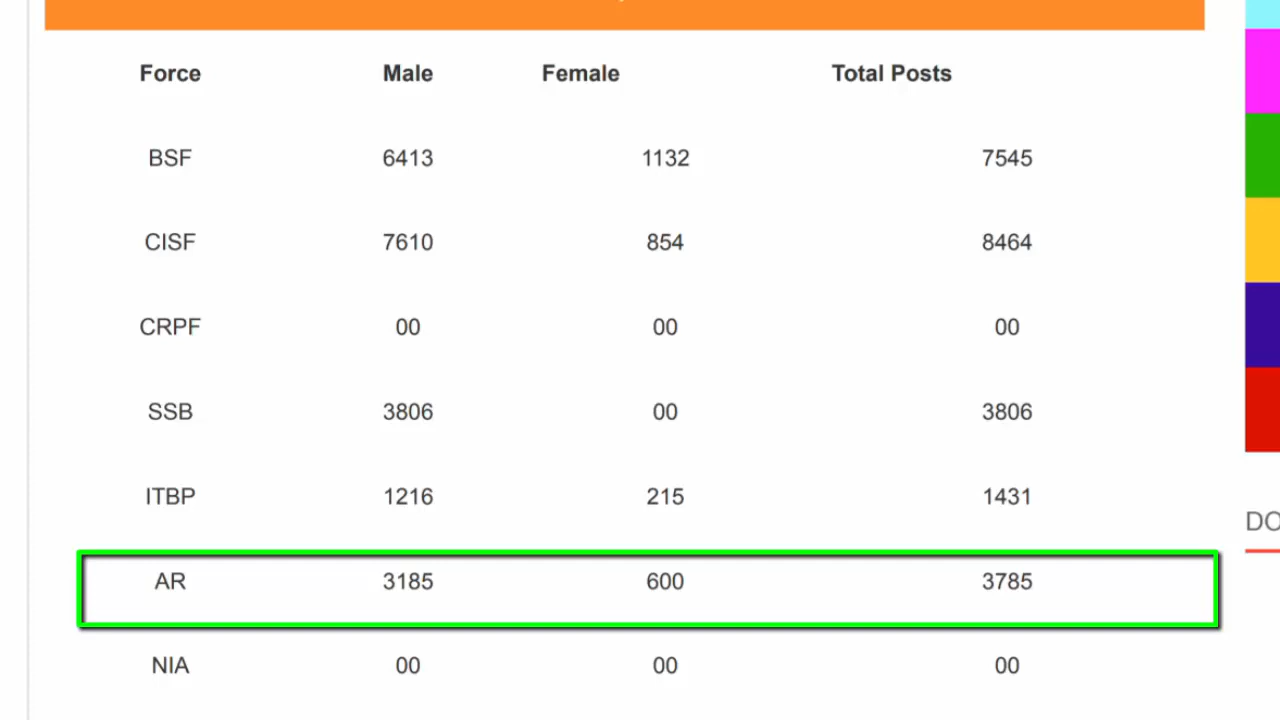 Force Male Female Total Posts
BSF 6413 1132 7545
CISF 7610 854 8464
CRPF 00 00 00
SSB 3806 00 3806
ITBP 1216 215 1431
AR 3185 600 3785
NIA 00 00 00